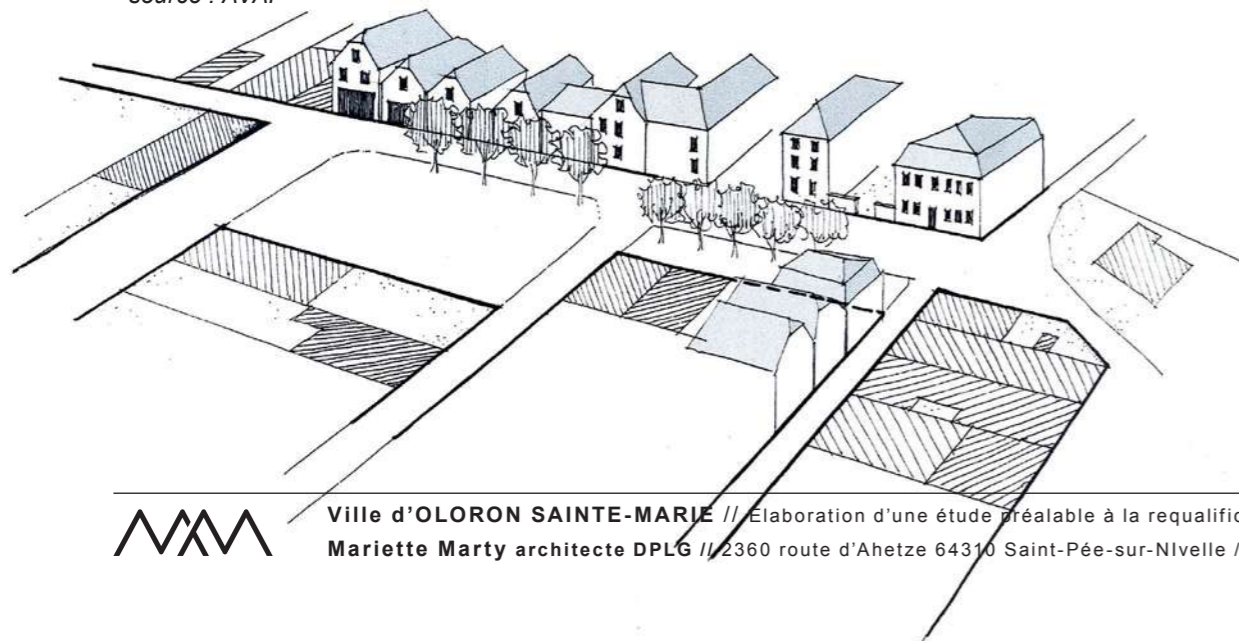 source : AVAP
Ville d'OLORON SAINTE-MARIE // Elaboration d'une étude préalable à la requalific
Mariette Marty architecte DPLG // 2360 route d'Ahetze 64310 Saint-Pée-sur-NIvelle /